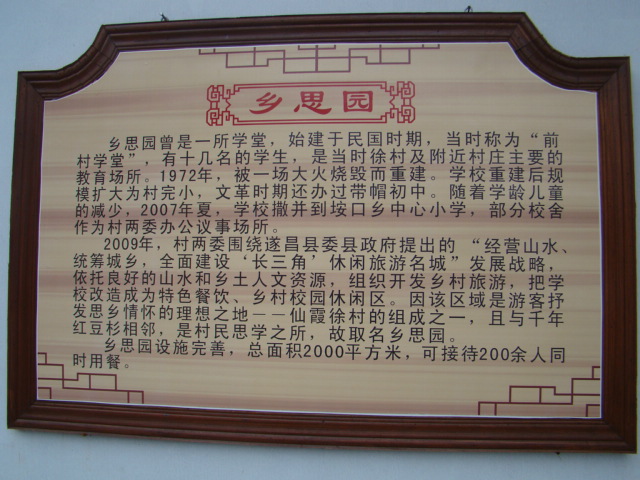 乡思园
乡思园曾是一所学堂，始建于民国时期，当时称为“前
村学堂”，有十几名的学生，是当时徐村及附近村庄主要的
教育场所。1972年，被一场大火烧毁而重建。学校重建后规
模扩大为村完小，文革时期还办过带帽初中。随着学龄儿童
的减少，2007年夏，学校撤并到垵口乡中心小学，部分校舍
作为村两委办公议事场所。
2009年，村两委围绕遂昌县委县政府提出的“经营山水、
统筹城乡，全面建设‘长三角’休闲旅游名城”发展战略，
依托良好的山水和乡土人文资源，组织开发乡村旅游，把学
校改造成为特色餐饮、乡村校园休闲区。因该区域是游客抒
发思乡情怀的理想之地——仙霞徐村的组成之一，且与千年
红豆杉相邻，是村民思学之所，故取名乡思园。
乡思园设施完善，总面积2000平方米，可接待200余人同
时用餐。